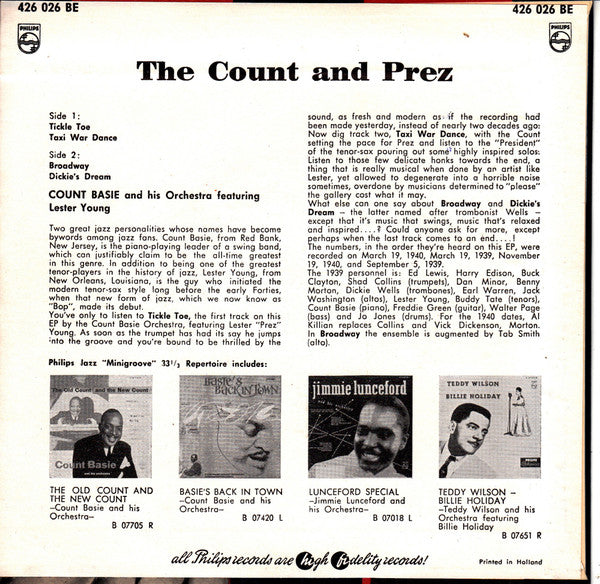 426 026 BE
426 026 BE
PHILIPS
PHILIPS
The Count and Prez
Side 1:
Tickle Toe
Taxi War Dance
Side 2:
Broadway
Dickie's Dream
COUNT BASIE and his Orchestra featuring
Lester Young
Two great jazz personalities whose names have become
bywords among jazz fans. Count Basie, from Red Bank,
New Jersey, is the piano-playing leader of a swing band,
which can justifiably claim to be the all-time greatest
in this genre. In addition to being one of the greatest
tenor-players in the history of jazz, Lester Young, from
New Orleans, Louisiana, is the guy who initiated the
modern tenor-sax style long before the early Forties,
when that new form of jazz, which we now know as
"Bop", made its debut.
You've only to listen to Tickle Toe, the first track on this
EP by the Count Basie Orchestra, featuring Lester "Prez"
Young. As soon as the trumpet has had its say he jumps
into the groove and you're bound to be thrilled by the
sound, as fresh and modern as if the recording had
been made yesterday, instead of nearly two decades ago:
Now dig track two, Taxi War Dance, with the Count
setting the pace for Prez and listen to the "President"
of the tenor-sax pouring out some highly inspired solos:
Listen to those few delicate honks towards the end, a
thing that is really musical when done by an artist like
Lester, yet allowed to degenerate into a horrible noise
sometimes, overdone by musicians determined to "please"
the gallery cost what it may.
What else can one say about Broadway and Dickie's
Dream – the latter named after trombonist Wells –
except that it's music that swings, music that's relaxed
and inspired....? Could anyone ask for more, except
perhaps when the last track comes to an end....!
The numbers, in the order they're heard on this EP, were
recorded on March 19, 1940, March 19, 1939, November
19, 1940, and September 5, 1939.
The 1939 personnel is: Ed Lewis, Harry Edison, Buck
Clayton, Shad Collins (trumpets), Dan Minor, Benny
Morton, Dickie Wells (trombones), Earl Warren, Jack
Washington (altos), Lester Young, Buddy Tate (tenors),
Count Basie (piano), Freddie Green (guitar), Walter Page
(bass) and Jo Jones (drums). For the 1940 dates, Al
Killian replaces Collins and Vick Dickenson, Morton.
In Broadway the ensemble is augmented by Tab Smith
(alto).
Philips Jazz "Minigroove" 33 1/3 Repertoire includes:
The Old Count and the New Count
Count Basie
BASIE'S
BACK IN TOWN
jimmie lunceford
TEDDY WILSON
BILLIE HOLIDAY
THE OLD COUNT AND
THE NEW COUNT
–Count Basie and his
Orchestra–
B 07705 R
BASIE'S BACK IN TOWN
–Count Basie and his
Orchestra–
B 07420 L
LUNCEFORD SPECIAL
–Jimmie Lunceford and
his Orchestra–
B 07018 L
TEDDY WILSON –
BILLIE HOLIDAY
–Teddy Wilson and his
Orchestra featuring
Billie Holiday
B 07651 R
all Philips records are high fidelity records!
Printed in Holland